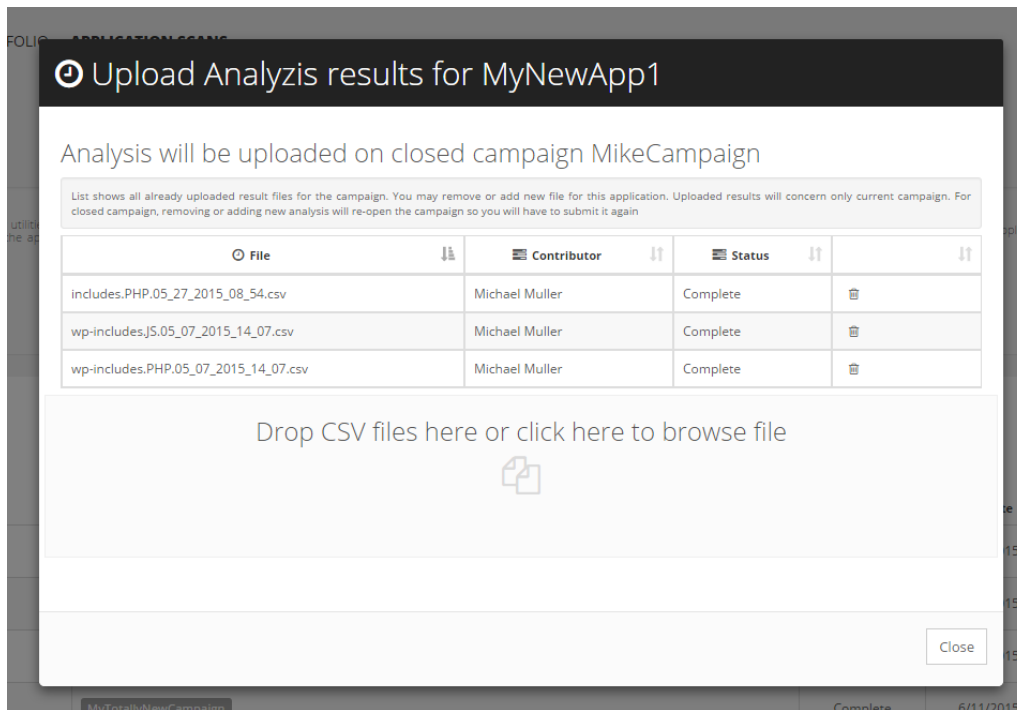 FOLIO APPLICATION SCANS
Upload Analyzis results for MyNewApp1
Analysis will be uploaded on closed campaign MikeCampaign
List shows all already uploaded result files for the campaign. You may remove or add new file for this application. Uploaded results will concern only current campaign. For
closed campaign, removing or adding new analysis will re-open the campaign so you will have to submit it again
File Contributor Status
includes.PHP.05_27_2015_08_54.csv Michael Muller Complete
wp-includes.JS.05_07_2015_14_07.csv Michael Muller Complete
wp-includes.PHP.05_07_2015_14_07.csv Michael Muller Complete
Drop CSV files here or click here to browse file
Close
MyTotallyNewCampaign Complete 6/11/2015